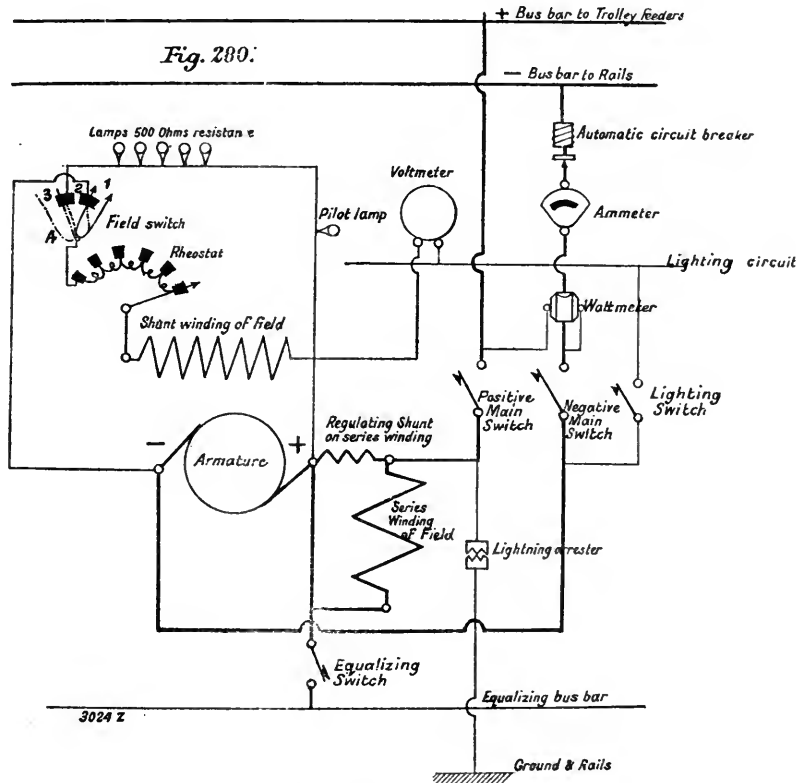 + Bus bar to Trolley feeders
Fig. 280.
− Bus bar to Rails
Lamps 500 Ohms resistance
Automatic circuit breaker
Voltmeter
3 2 1
4
Field switch
Pilot lamp
Ammeter
Rheostat
Lighting circuit
Wattmeter
Shunt winding of Field
Positive
Main
Switch
Negative
Main
Switch
Lighting
Switch
Regulating Shunt
on series winding
− Armature +
Series
Winding
of Field
Lightning arrester
Equalizing
Switch
Equalizing bus bar
3024 Z
Ground & Rails